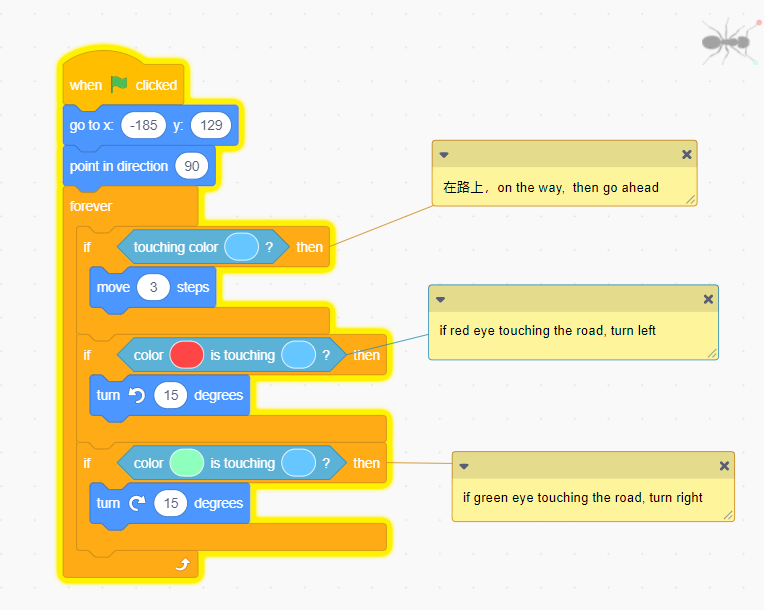 when clicked
go to x: -185 y: 129
point in direction 90
forever
if touching color ? then
move 3 steps
if color is touching ? then
turn 15 degrees
if color is touching ? then
turn 15 degrees
在路上，on the way, then go ahead
if red eye touching the road, turn left
if green eye touching the road, turn right